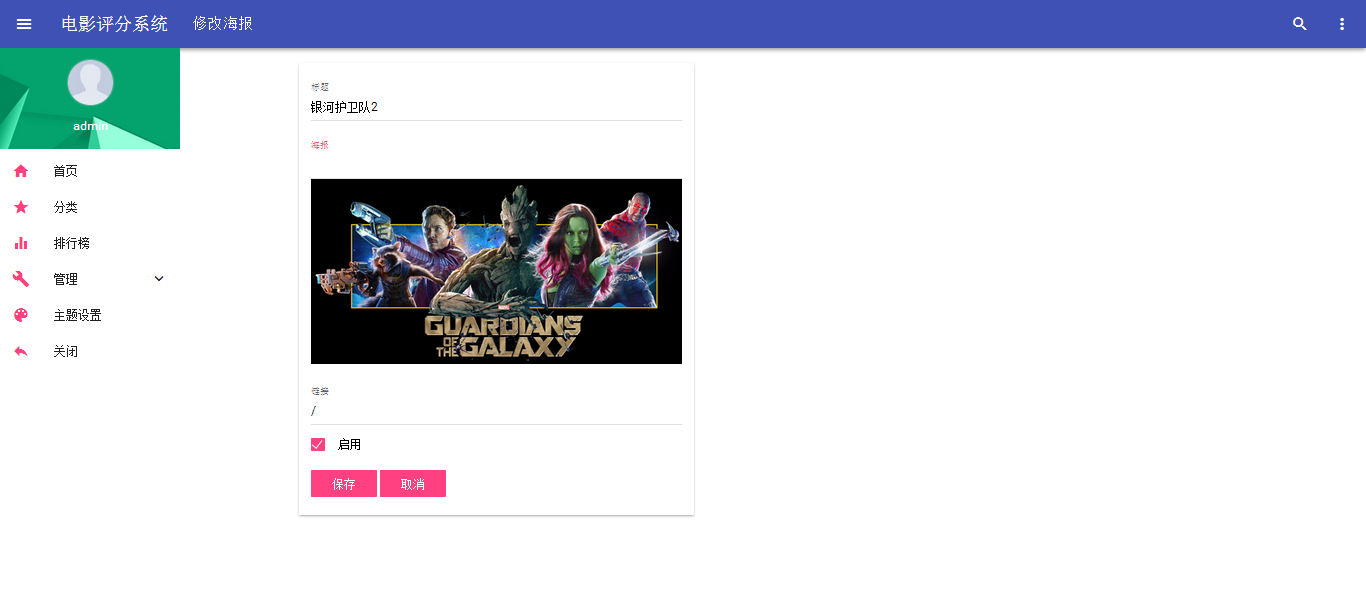 电影评分系统 修改海报
admin
首页
分类
排行榜
管理
主题设置
关闭
标题
银河护卫队2
海报
MARVEL
GUARDIANS
OF THE GALAXY
链接
/
启用
保存 取消